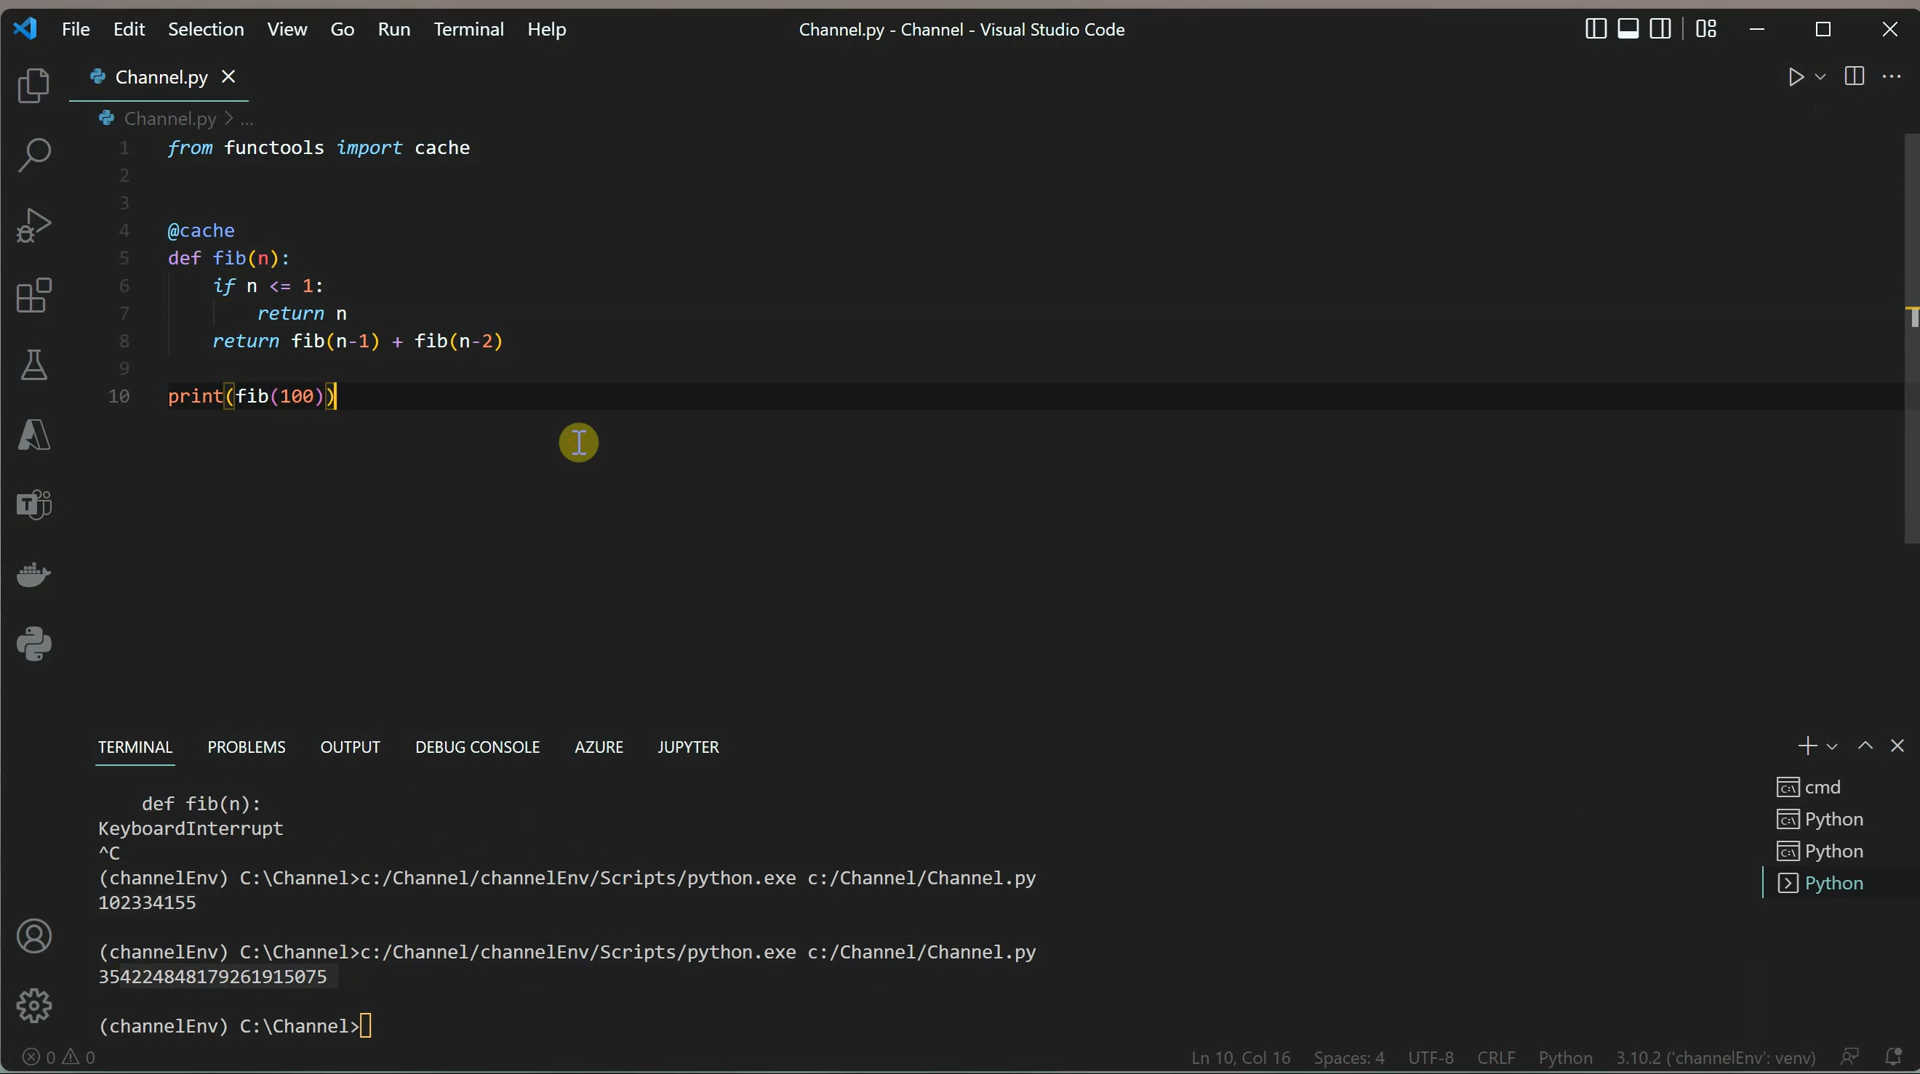 File Edit Selection View Go Run Terminal Help
Channel.py - Channel - Visual Studio Code
Channel.py
Channel.py > ...
1 from functools import cache
2
3
4 @cache
5 def fib(n):
6 if n <= 1:
7 return n
8 return fib(n-1) + fib(n-2)
9
10 print(fib(100))
TERMINAL PROBLEMS OUTPUT DEBUG CONSOLE AZURE JUPYTER
def fib(n):
KeyboardInterrupt
^C
(channelEnv) C:\Channel>c:/Channel/channelEnv/Scripts/python.exe c:/Channel/Channel.py
102334155
(channelEnv) C:\Channel>c:/Channel/channelEnv/Scripts/python.exe c:/Channel/Channel.py
354224848179261915075
(channelEnv) C:\Channel>
cmd
Python
Python
Python
0 0
Ln 10, Col 16 Spaces: 4 UTF-8 CRLF Python 3.10.2 ('channelEnv': venv)